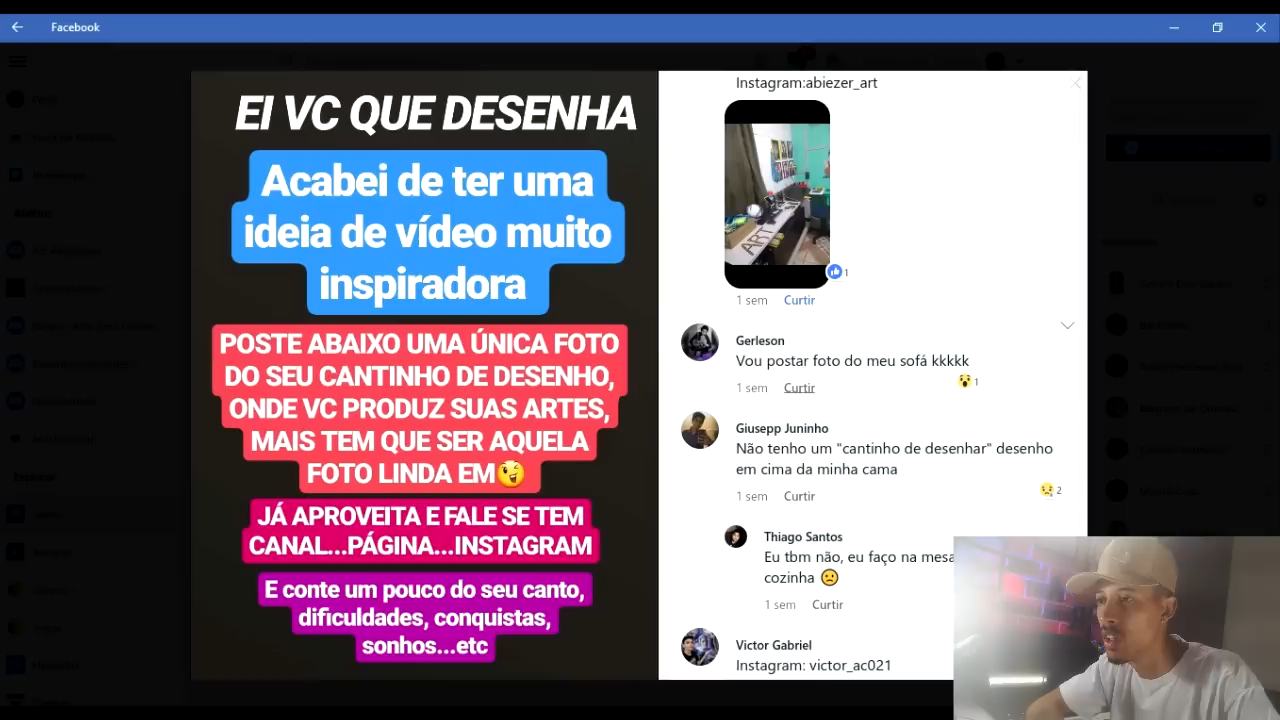 Facebook
EI VC QUE DESENHA
Acabei de ter uma
ideia de vídeo muito
inspiradora
POSTE ABAIXO UMA ÚNICA FOTO
DO SEU CANTINHO DE DESENHO,
ONDE VC PRODUZ SUAS ARTES,
MAIS TEM QUE SER AQUELA
FOTO LINDA EM😉
JÁ APROVEITA E FALE SE TEM
CANAL...PÁGINA...INSTAGRAM
E conte um pouco do seu canto,
dificuldades, conquistas,
sonhos...etc
Instagram:abiezer_art
ART
1
1 sem Curtir
Gerleson
Vou postar foto do meu sofá kkkkk
1 sem Curtir
1
Giusepp Juninho
Não tenho um "cantinho de desenhar" desenho
em cima da minha cama
1 sem Curtir
2
Thiago Santos
Eu tbm não, eu faço na mesa
cozinha 🙁
1 sem Curtir
Victor Gabriel
Instagram: victor_ac021